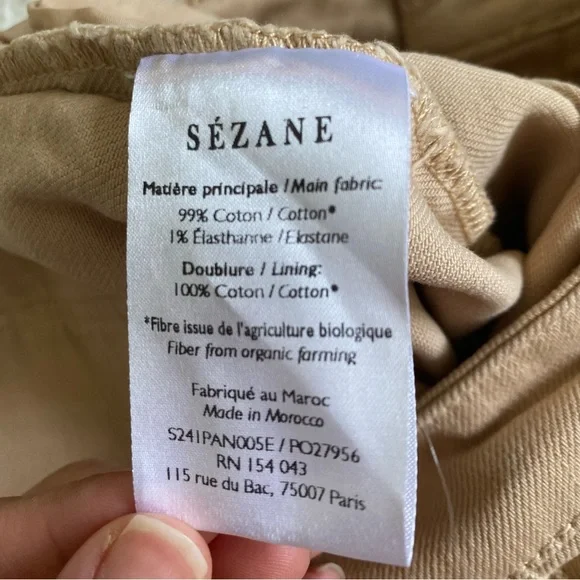 SÉZANE
Matière principale / Main fabric:
99% Coton / Cotton*
1% Élasthanne / Elastane
Doublure / Lining:
100% Coton / Cotton*
*Fibre issue de l'agriculture biologique
Fiber from organic farming
Fabriqué au Maroc
Made in Morocco
S241PAN005E / PO27956
RN 154 043
115 rue du Bac, 75007 Paris